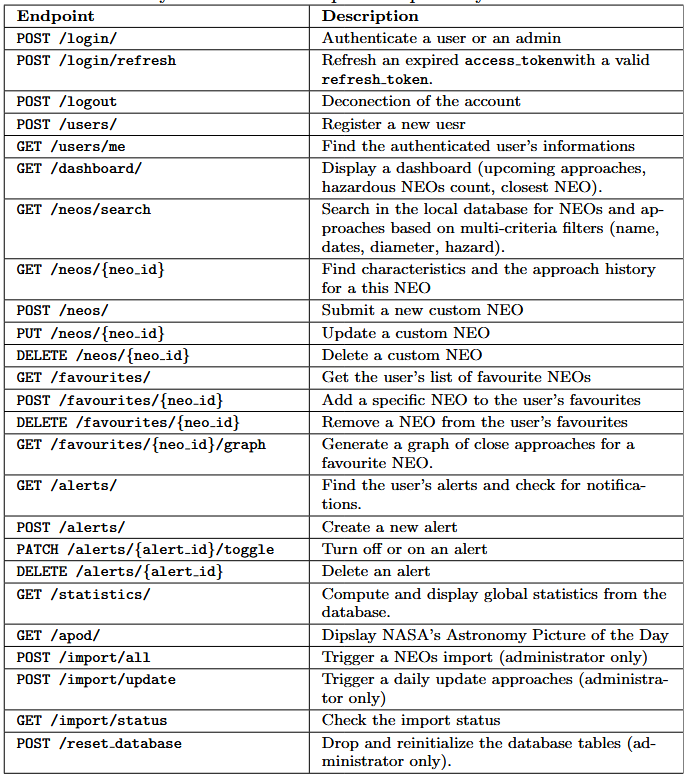 Endpoint Description
POST /login/ Authenticate a user or an admin
POST /login/refresh Refresh an expired access_tokenwith a valid
refresh_token.
POST /logout Deconection of the account
POST /users/ Register a new uesr
GET /users/me Find the authenticated user's informations
GET /dashboard/ Display a dashboard (upcoming approaches,
hazardous NEOs count, closest NEO).
GET /neos/search Search in the local database for NEOs and ap-
proaches based on multi-criteria filters (name,
dates, diameter, hazard).
GET /neos/{neo_id} Find characteristics and the approach history
for a this NEO
POST /neos/ Submit a new custom NEO
PUT /neos/{neo_id} Update a custom NEO
DELETE /neos/{neo_id} Delete a custom NEO
GET /favourites/ Get the user's list of favourite NEOs
POST /favourites/{neo_id} Add a specific NEO to the user's favourites
DELETE /favourites/{neo_id} Remove a NEO from the user's favourites
GET /favourites/{neo_id}/graph Generate a graph of close approaches for a
favourite NEO.
GET /alerts/ Find the user's alerts and check for notifica-
tions.
POST /alerts/ Create a new alert
PATCH /alerts/{alert_id}/toggle Turn off or on an alert
DELETE /alerts/{alert_id} Delete an alert
GET /statistics/ Compute and display global statistics from the
database.
GET /apod/ Dipslay NASA's Astronomy Picture of the Day
POST /import/all Trigger a NEOs import (administrator only)
POST /import/update Trigger a daily update approaches (administra-
tor only)
GET /import/status Check the import status
POST /reset_database Drop and reinitialize the database tables (ad-
ministrator only).